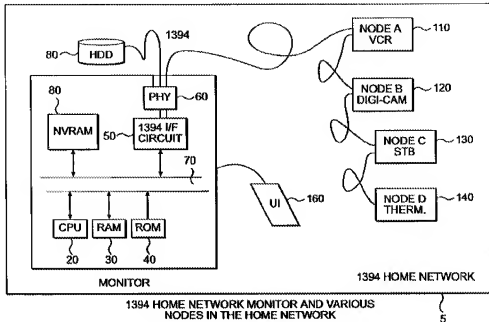 1394
80
HDD
NODE A
VCR
110
80
PHY
60
NODE B
DIGI-CAM
120
NVRAM
50
1394 I/F
CIRCUIT
70
NODE C
STB
130
UI
160
NODE D
THERM.
140
CPU
RAM
ROM
20
30
40
MONITOR
1394 HOME NETWORK
1394 HOME NETWORK MONITOR AND VARIOUS
NODES IN THE HOME NETWORK
5